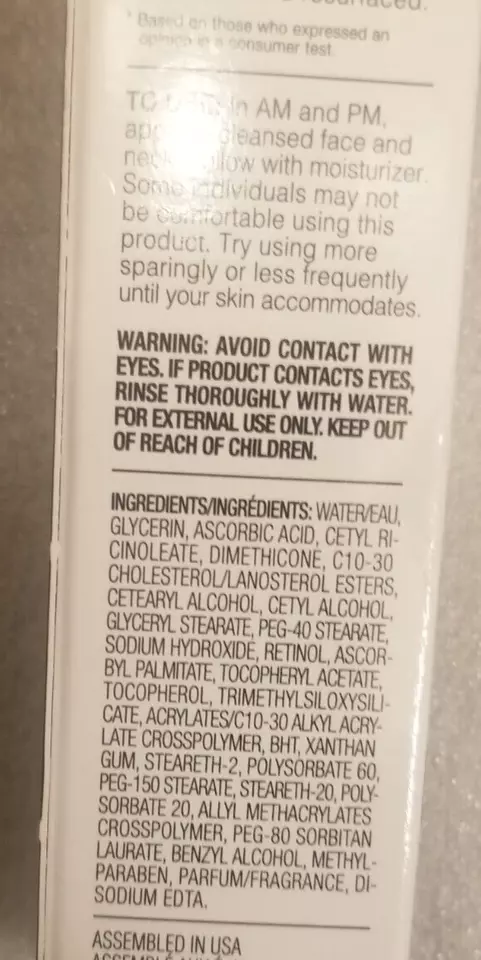 * Based on those who expressed an
opinion in a consumer test.
TO in AM and PM,
cleansed face and
neck. with moisturizer.
Some individuals may not
be comfortable using this
product. Try using more
sparingly or less frequently
until your skin accommodates.
WARNING: AVOID CONTACT WITH
EYES. IF PRODUCT CONTACTS EYES,
RINSE THOROUGHLY WITH WATER.
FOR EXTERNAL USE ONLY. KEEP OUT
OF REACH OF CHILDREN.
INGREDIENTS/INGRÉDIENTS: WATER/EAU,
GLYCERIN, ASCORBIC ACID, CETYL RI-
CINOLEATE, DIMETHICONE, C10-30
CHOLESTEROL/LANOSTEROL ESTERS,
CETEARYL ALCOHOL, CETYL ALCOHOL,
GLYCERYL STEARATE, PEG-40 STEARATE,
SODIUM HYDROXIDE, RETINOL, ASCOR-
BYL PALMITATE, TOCOPHERYL ACETATE,
TOCOPHEROL, TRIMETHYLSILOXYSILI-
CATE, ACRYLATES/C10-30 ALKYL ACRY-
LATE CROSSPOLYMER, BHT, XANTHAN
GUM, STEARETH-2, POLYSORBATE 60,
PEG-150 STEARATE, STEARETH-20, POLY-
SORBATE 20, ALLYL METHACRYLATES
CROSSPOLYMER, PEG-80 SORBITAN
LAURATE, BENZYL ALCOHOL, METHYL-
PARABEN, PARFUM/FRAGRANCE, DI-
SODIUM EDTA.
ASSEMBLED IN USA